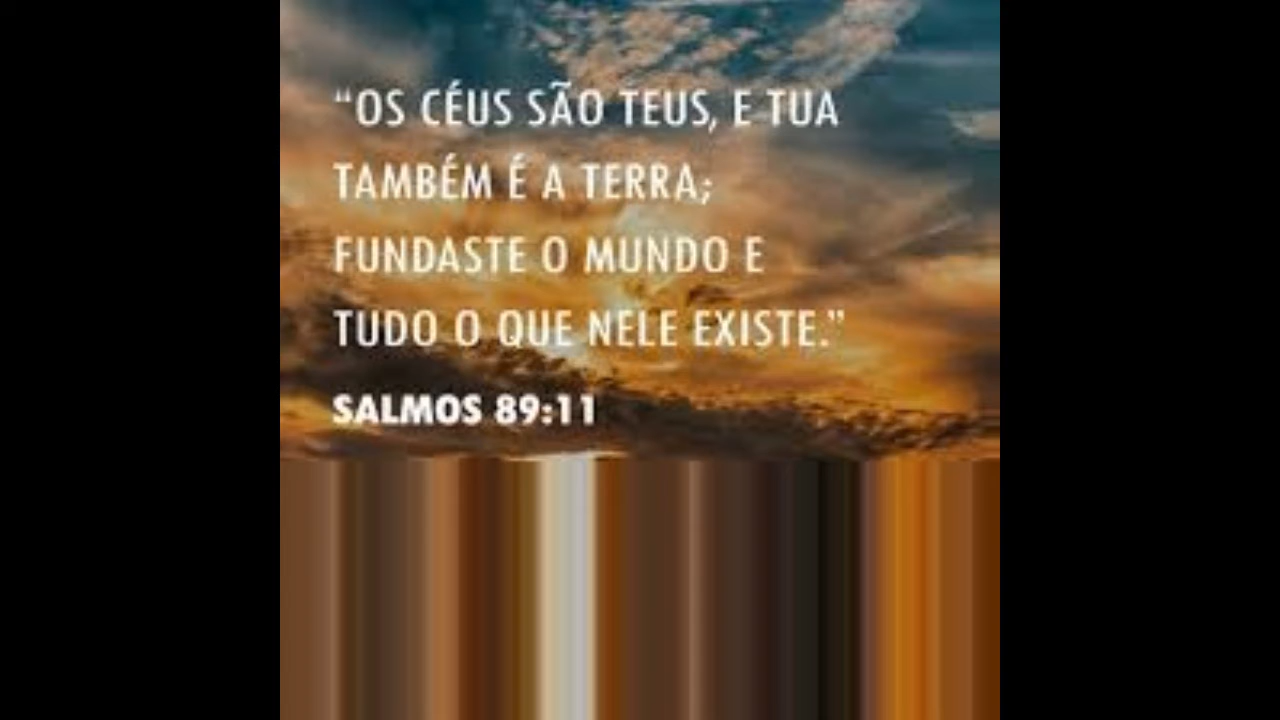 “OS CÉUS SÃO TEUS, E TUA
TAMBÉM É A TERRA;
FUNDASTE O MUNDO E
TUDO O QUE NELE EXISTE.”
SALMOS 89:11